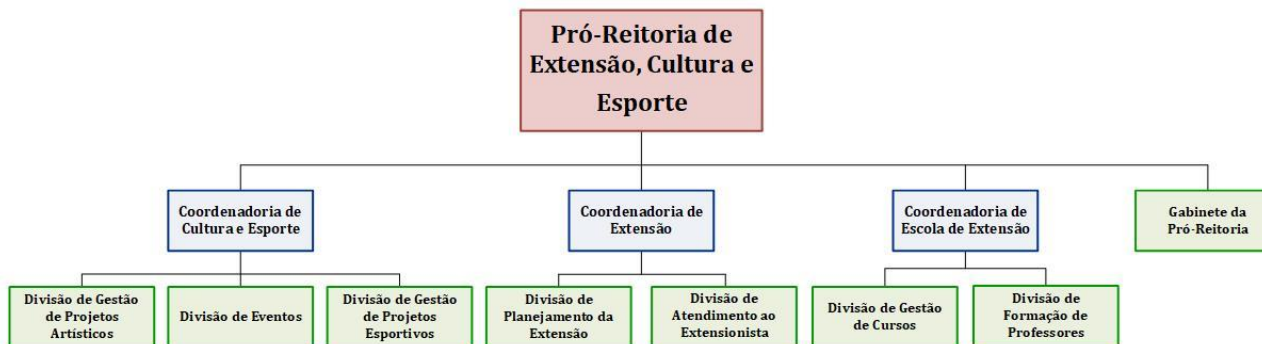 Pró-Reitoria de
Extensão, Cultura e
Esporte
Coordenadoria de
Cultura e Esporte
Coordenadoria de
Extensão
Coordenadoria de
Escola de Extensão
Gabinete da
Pró-Reitoria
Divisão de Gestão
de Projetos
Artísticos
Divisão de Eventos
Divisão de Gestão
de Projetos
Esportivos
Divisão de
Planejamento da
Extensão
Divisão de
Atendimento ao
Extensionista
Divisão de Gestão
de Cursos
Divisão de
Formação de
Professores